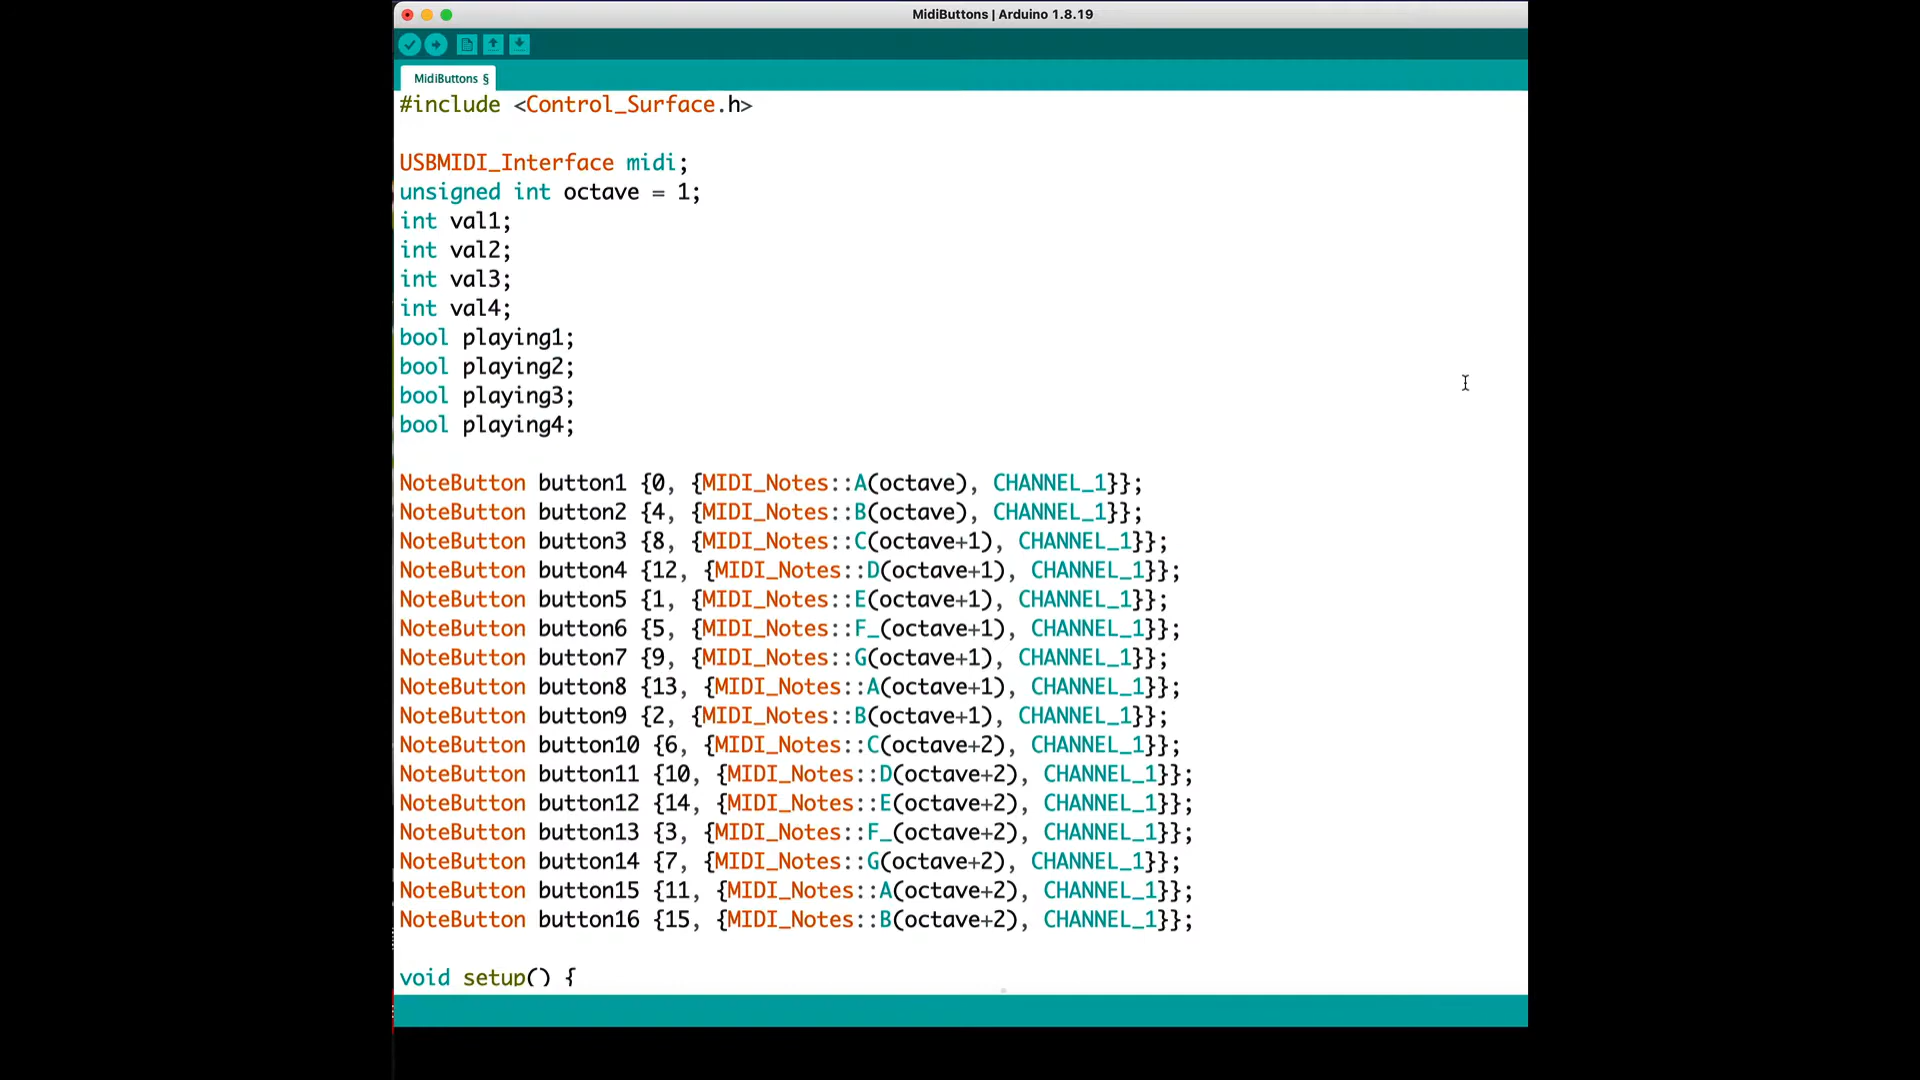 MidiButtons | Arduino 1.8.19
MidiButtons §
#include <Control_Surface.h>
USBMIDI_Interface midi;
unsigned int octave = 1;
int val1;
int val2;
int val3;
int val4;
bool playing1;
bool playing2;
bool playing3;
bool playing4;
NoteButton button1 {0, {MIDI_Notes::A(octave), CHANNEL_1}};
NoteButton button2 {4, {MIDI_Notes::B(octave), CHANNEL_1}};
NoteButton button3 {8, {MIDI_Notes::C(octave+1), CHANNEL_1}};
NoteButton button4 {12, {MIDI_Notes::D(octave+1), CHANNEL_1}};
NoteButton button5 {1, {MIDI_Notes::E(octave+1), CHANNEL_1}};
NoteButton button6 {5, {MIDI_Notes::F_(octave+1), CHANNEL_1}};
NoteButton button7 {9, {MIDI_Notes::G(octave+1), CHANNEL_1}};
NoteButton button8 {13, {MIDI_Notes::A(octave+1), CHANNEL_1}};
NoteButton button9 {2, {MIDI_Notes::B(octave+1), CHANNEL_1}};
NoteButton button10 {6, {MIDI_Notes::C(octave+2), CHANNEL_1}};
NoteButton button11 {10, {MIDI_Notes::D(octave+2), CHANNEL_1}};
NoteButton button12 {14, {MIDI_Notes::E(octave+2), CHANNEL_1}};
NoteButton button13 {3, {MIDI_Notes::F_(octave+2), CHANNEL_1}};
NoteButton button14 {7, {MIDI_Notes::G(octave+2), CHANNEL_1}};
NoteButton button15 {11, {MIDI_Notes::A(octave+2), CHANNEL_1}};
NoteButton button16 {15, {MIDI_Notes::B(octave+2), CHANNEL_1}};
void setup() {